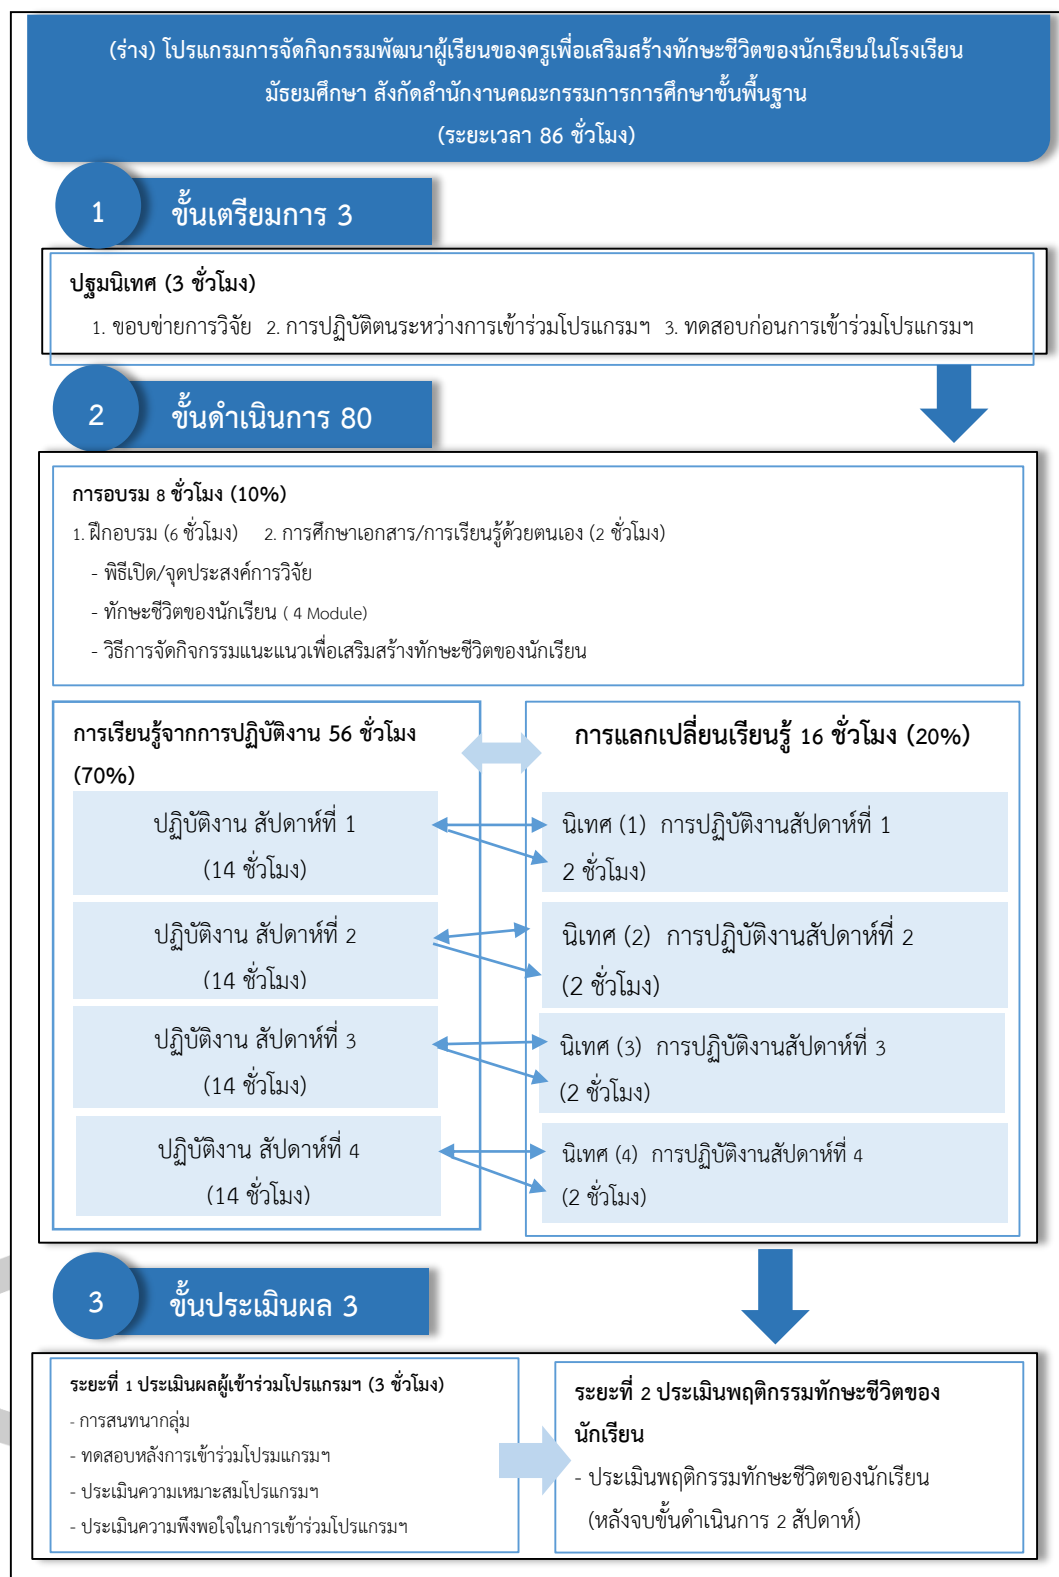 (ร่าง) โปรแกรมการจัดกิจกรรมพัฒนาผู้เรียนของครูเพื่อเสริมสร้างทักษะชีวิตของนักเรียนในโรงเรียน
มัธยมศึกษา สังกัดสำนักงานคณะกรรมการการศึกษาขั้นพื้นฐาน
(ระยะเวลา 86 ชั่วโมง)
1
ขั้นเตรียมการ 3
ปฐมนิเทศ (3 ชั่วโมง)
1. ขอบข่ายการวิจัย 2. การปฏิบัติตนระหว่างการเข้าร่วมโปรแกรมฯ 3. ทดสอบก่อนการเข้าร่วมโปรแกรมฯ
2
ขั้นดำเนินการ 80
การอบรม 8 ชั่วโมง (10%)
1. ฝึกอบรม (6 ชั่วโมง) 2. การศึกษาเอกสาร/การเรียนรู้ด้วยตนเอง (2 ชั่วโมง)
- พิธีเปิด/จุดประสงค์การวิจัย
- ทักษะชีวิตของนักเรียน ( 4 Module)
- วิธีการจัดกิจกรรมแนะแนวเพื่อเสริมสร้างทักษะชีวิตของนักเรียน
การเรียนรู้จากการปฏิบัติงาน 56 ชั่วโมง
(70%)
ปฏิบัติงาน สัปดาห์ที่ 1
(14 ชั่วโมง)
ปฏิบัติงาน สัปดาห์ที่ 2
(14 ชั่วโมง)
ปฏิบัติงาน สัปดาห์ที่ 3
(14 ชั่วโมง)
ปฏิบัติงาน สัปดาห์ที่ 4
(14 ชั่วโมง)
การแลกเปลี่ยนเรียนรู้ 16 ชั่วโมง (20%)
นิเทศ (1) การปฏิบัติงานสัปดาห์ที่ 1
2 ชั่วโมง)
นิเทศ (2) การปฏิบัติงานสัปดาห์ที่ 2
(2 ชั่วโมง)
นิเทศ (3) การปฏิบัติงานสัปดาห์ที่ 3
(2 ชั่วโมง)
นิเทศ (4) การปฏิบัติงานสัปดาห์ที่ 4
(2 ชั่วโมง)
3
ขั้นประเมินผล 3
ระยะที่ 1 ประเมินผลผู้เข้าร่วมโปรแกรมฯ (3 ชั่วโมง)
- การสนทนากลุ่ม
- ทดสอบหลังการเข้าร่วมโปรมแกรมฯ
- ประเมินความเหมาะสมโปรแกรมฯ
- ประเมินความพึงพอใจในการเข้าร่วมโปรแกรมฯ
ระยะที่ 2 ประเมินพฤติกรรมทักษะชีวิตของ
นักเรียน
- ประเมินพฤติกรรมทักษะชีวิตของนักเรียน
(หลังจบขั้นดำเนินการ 2 สัปดาห์)